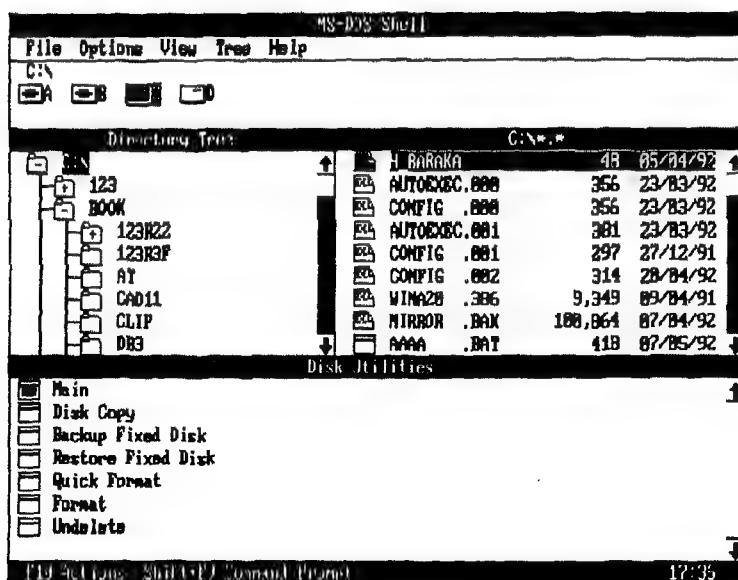 MS-DOS Shell
File Options View Tree Help
C:\
A B D
Directory Tree
C:\
123
BOOK
123R22
123R3F
AT
CAD11
CLIP
DB3
C:\*.*
H BARAKA 48 05/04/92
AUTOEXEC.000 356 23/03/92
CONFIG .000 356 23/03/92
AUTOEXEC.001 381 23/03/92
CONFIG .001 297 27/12/91
CONFIG .002 314 28/04/92
WINA20 .386 9,349 09/04/91
MIRROR .BAK 100,864 07/04/92
AAAA .BAT 418 07/05/92
Disk Utilities
Main
Disk Copy
Backup Fixed Disk
Restore Fixed Disk
Quick Format
Format
Undelete
F10=Actions Shift+F9=Command Prompt 12:35